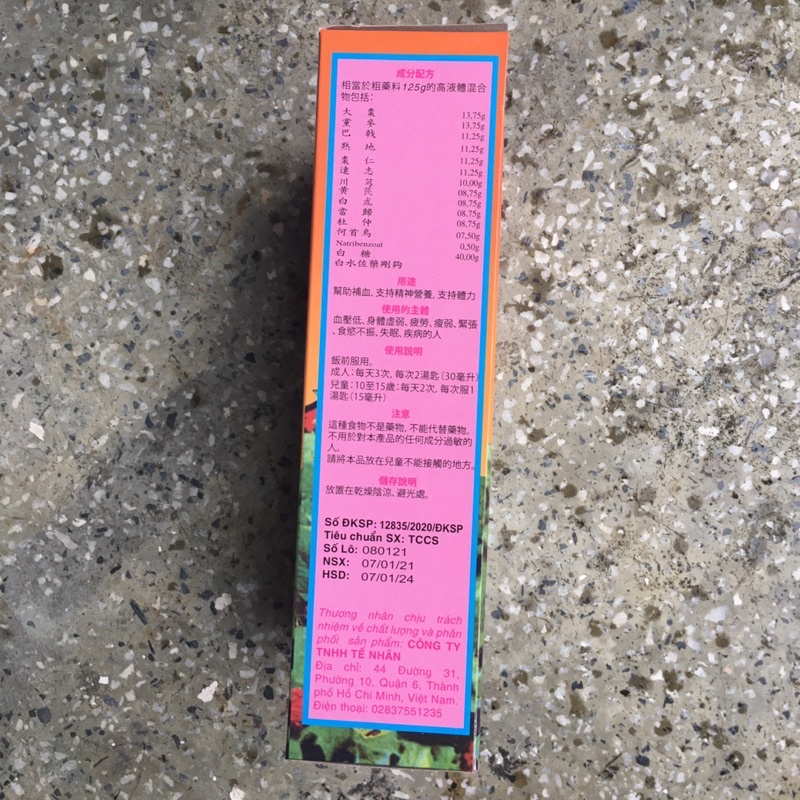 成分配方
相當於粗藥料125g的高液體混合
物包括：
大棗 13,75g
黨參 13,75g
巴戟 11,25g
熟地 11,25g
棗仁 11,25g
遠志 11,25g
川芎 10,00g
黃芪 08,75g
白朮 08,75g
當歸 08,75g
杜仲 08,75g
何首烏 07,50g
Natribenzoat 0,50g
白糖 40,00g
白水佐藥剛夠
用途
幫助補血, 支持精神營養, 支持體力
使用的主體
血壓低、身體虛弱、疲勞、瘦弱、緊張
、食慾不振、失眠、疾病的人
使用說明
飯前服用。
成人：每天3次, 每次2湯匙（30毫升）
兒童：10至15歲：每天2次, 每次服1
湯匙（15毫升）
注意
這種食物不是藥物, 不能代替藥物。
不用於對本產品的任何成分過敏的
人。
請將本品放在兒童不能接觸的地方。
儲存說明
放置在乾燥陰涼、避光處。
Số ĐKSP: 12835/2020/ĐKSP
Tiêu chuẩn SX: TCCS
Số Lô: 080121
NSX: 07/01/21
HSD: 07/01/24
Thương nhân chịu trách
nhiệm về chất lượng và phân
phối sản phẩm: CÔNG TY
TNHH TẾ NHÂN
Địa chỉ: 44 Đường 31,
Phường 10, Quận 6, Thành
phố Hồ Chí Minh, Việt Nam.
Điện thoại: 02837551235